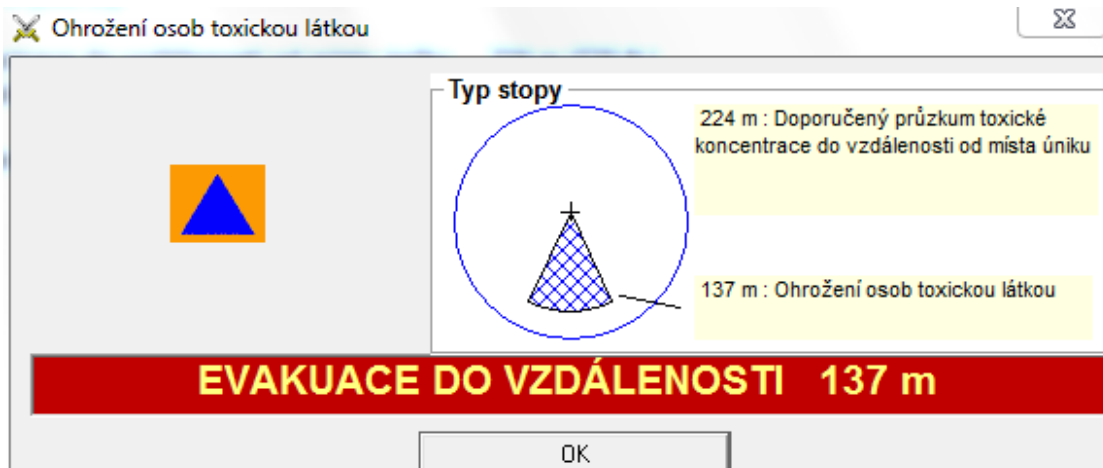 Ohrožení osob toxickou látkou
Typ stopy
224 m : Doporučený průzkum toxické
koncentrace do vzdálenosti od místa úniku
137 m : Ohrožení osob toxickou látkou
EVAKUACE DO VZDÁLENOSTI 137 m
OK